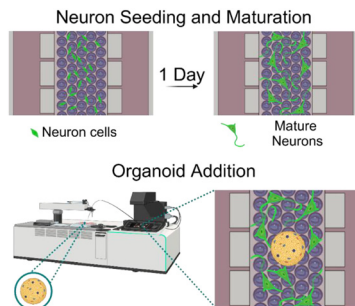 Neuron Seeding and Maturation
1 Day
Neuron cells
Mature
Neurons
Organoid Addition